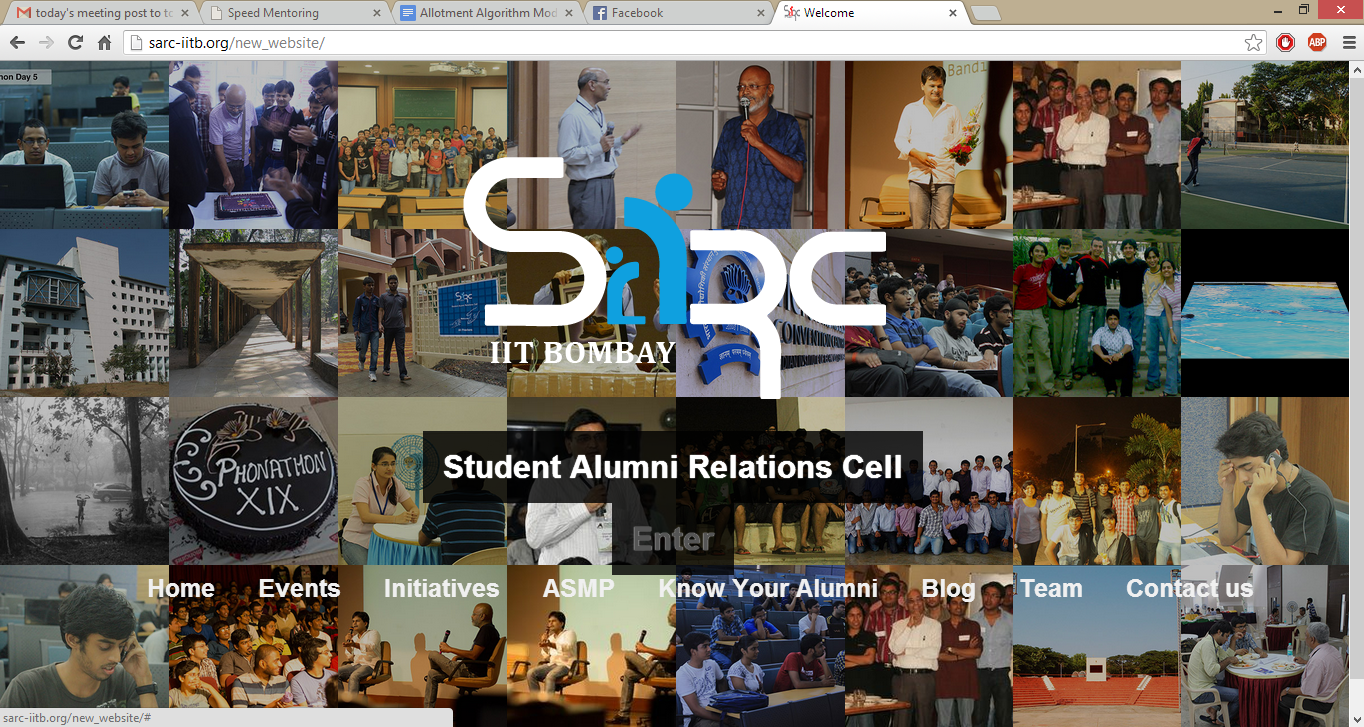 today's meeting post to to
Speed Mentoring
Allotment Algorithm Mod
Facebook
Welcome
sarc-iitb.org/new_website/
ABP
hon Day 5
Bandi
SARC
IIT BOMBAY
CONVENTION
PHONATHON
XIX
Student Alumni Relations Cell
Enter
Home Events Initiatives ASMP Know Your Alumni Blog Team Contact us
sarc-iitb.org/new_website/#